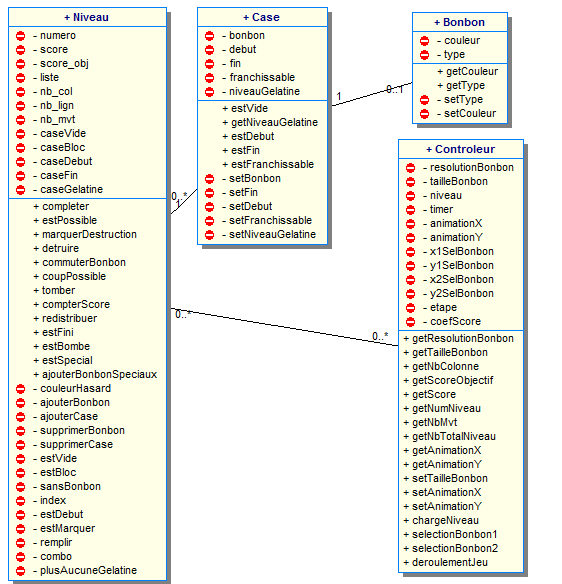 + Niveau
- numero
- score
- score_obj
- liste
- nb_col
- nb_lign
- nb_mvt
- caseVide
- caseBloc
- caseDebut
- caseFin
- caseGelatine
+ completer
+ estPossible
+ marquerDestruction
+ detruire
+ commuterBonbon
+ coupPossible
+ tomber
+ compterScore
+ redistribuer
+ estFini
+ estBombe
+ estSpecial
+ ajouterBonbonSpeciaux
- couleurHasard
- ajouterBonbon
- ajouterCase
- supprimerBonbon
- supprimerCase
- estVide
- estBloc
- sansBonbon
- index
- estDebut
- estMarquer
- remplir
- combo
- plusAucuneGelatine
+ Case
- bonbon
- debut
- fin
- franchissable
- niveauGelatine
+ estVide
+ getNiveauGelatine
+ estDebut
+ estFin
+ estFranchissable
- setBonbon
- setFin
- setDebut
- setFranchissable
- setNiveauGelatine
+ Bonbon
- couleur
- type
+ getCouleur
+ getType
- setType
- setCouleur
1
0..1
0..*
1
0..*
0..*
+ Controleur
- resolutionBonbon
- tailleBonbon
- niveau
- timer
- animationX
- animationY
- x1SelBonbon
- y1SelBonbon
- x2SelBonbon
- y2SelBonbon
- etape
- coefScore
+ getResolutionBonbon
+ getTailleBonbon
+ getNbColonne
+ getScoreObjectif
+ getScore
+ getNumNiveau
+ getNbMvt
+ getNbTotalNiveau
+ getAnimationX
+ getAnimationY
+ setTailleBonbon
+ setAnimationX
+ setAnimationY
+ chargeNiveau
+ selectionBonbon1
+ selectionBonbon2
+ deroulementJeu